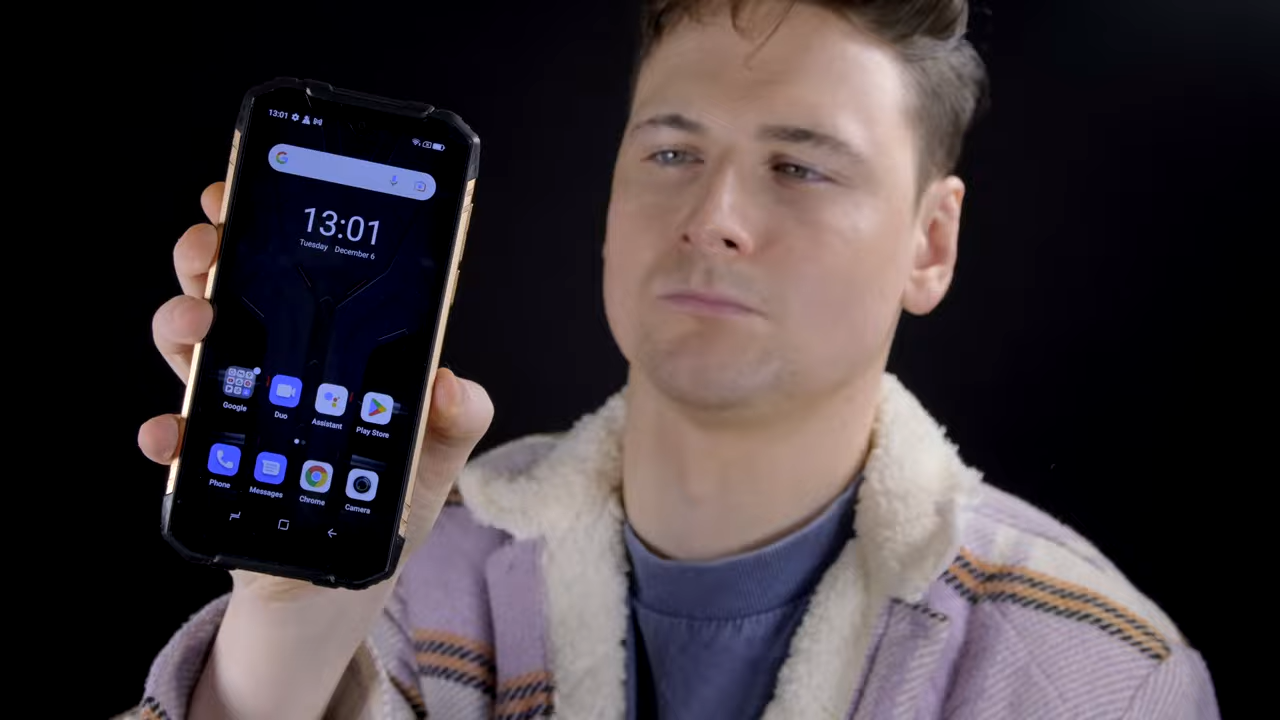 13:01
G
13:01
Tuesday December 6
Google Duo Assistant Play Store
Phone Messages Chrome Camera